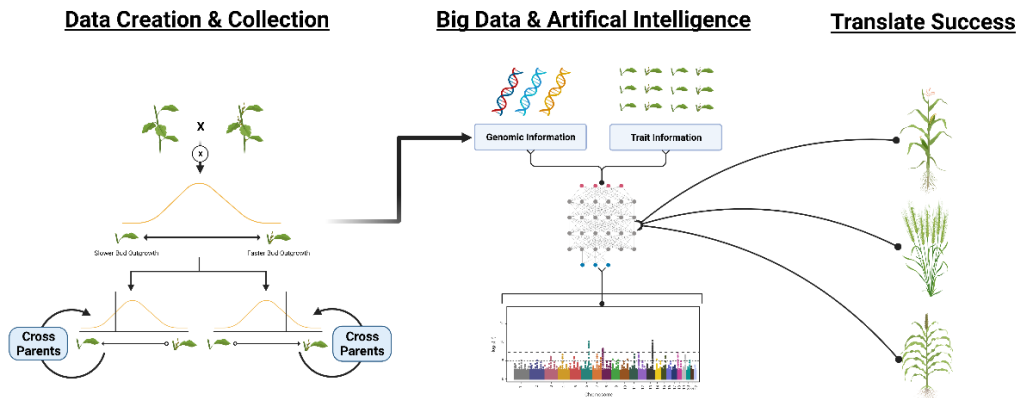 Data Creation & Collection
Big Data & Artifical Intelligence
Translate Success
X
x
Genomic Information
Trait Information
Slower Bud Outgrowth
Faster Bud Outgrowth
Cross
Parents
Cross
Parents
Chromosome